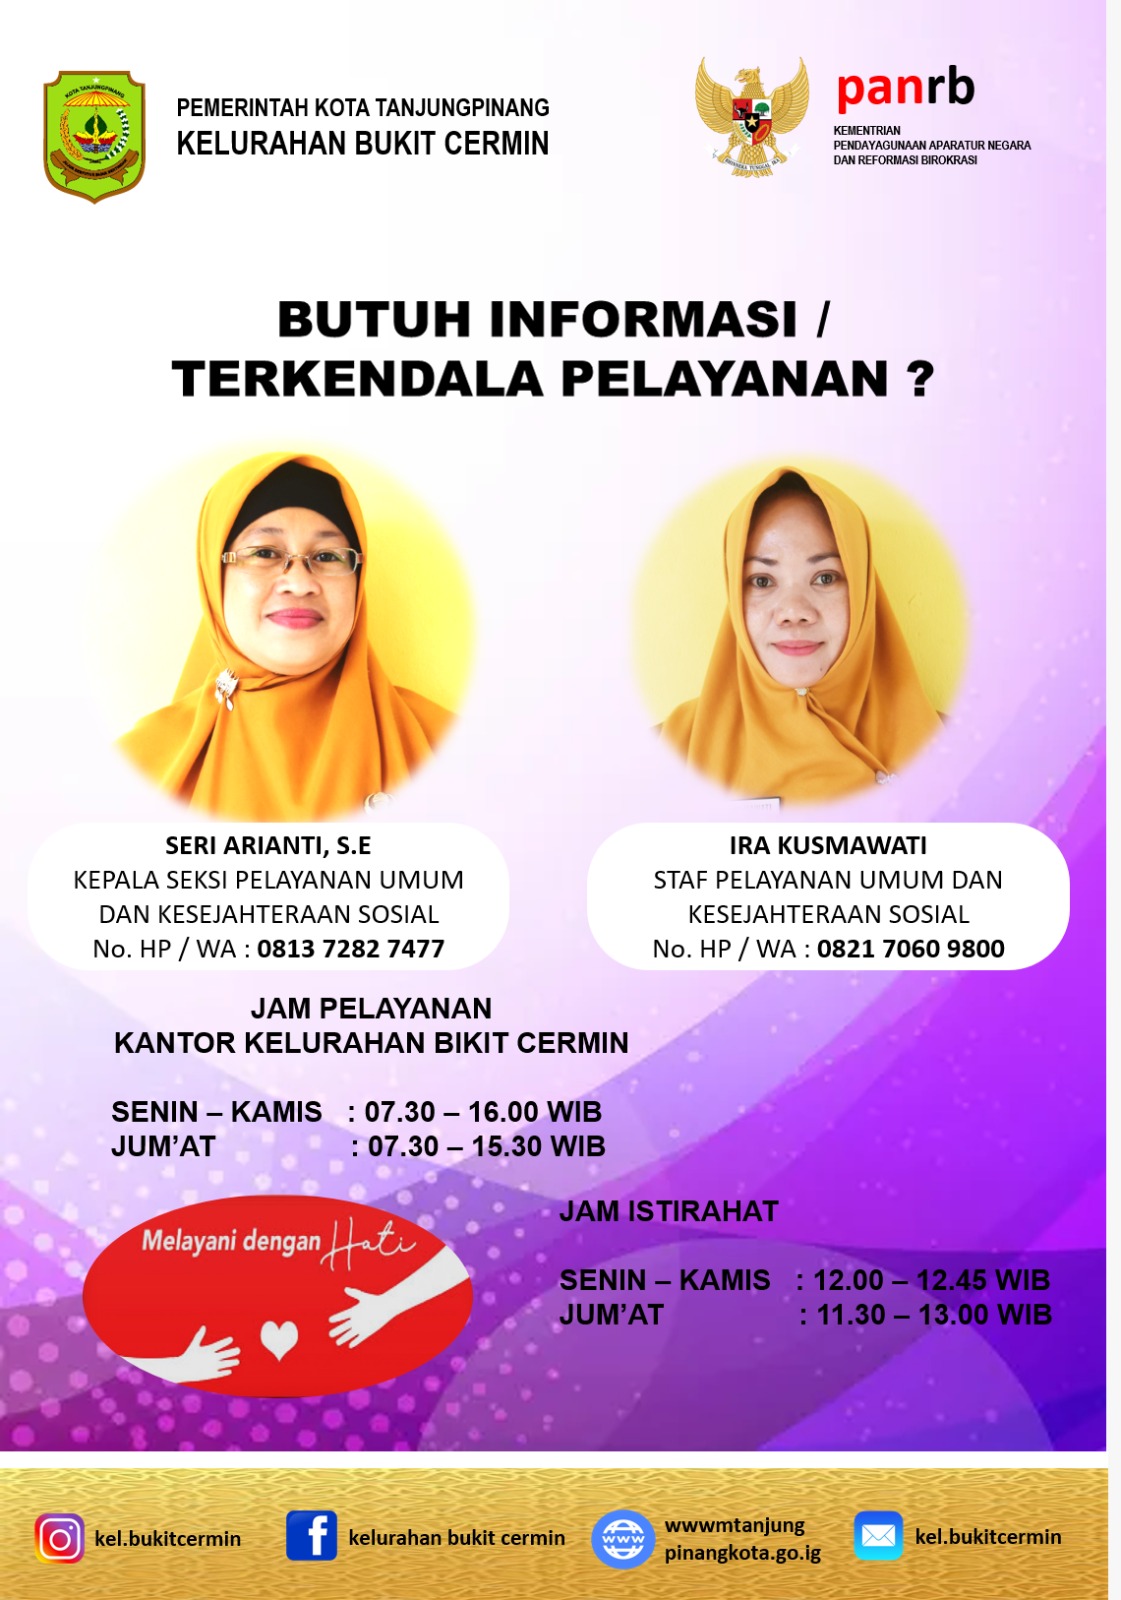 KOTA TANJUNGPINANG
PEMERINTAH KOTA TANJUNGPINANG
KELURAHAN BUKIT CERMIN
panrb
KEMENTRIAN
PENDAYAGUNAAN APARATUR NEGARA
DAN REFORMASI BIROKRASI
BUTUH INFORMASI /
TERKENDALA PELAYANAN ?
SERI ARIANTI, S.E
KEPALA SEKSI PELAYANAN UMUM
DAN KESEJAHTERAAN SOSIAL
No. HP / WA : 0813 7282 7477
IRA KUSMAWATI
STAF PELAYANAN UMUM DAN
KESEJAHTERAAN SOSIAL
No. HP / WA : 0821 7060 9800
JAM PELAYANAN
KANTOR KELURAHAN BIKIT CERMIN
SENIN – KAMIS : 07.30 – 16.00 WIB
JUM’AT : 07.30 – 15.30 WIB
Melayani dengan Hati
JAM ISTIRAHAT
SENIN – KAMIS : 12.00 – 12.45 WIB
JUM’AT : 11.30 – 13.00 WIB
kel.bukitcermin
kelurahan bukit cermin
www
wwwmtanjung
pinangkota.go.ig
kel.bukitcermin